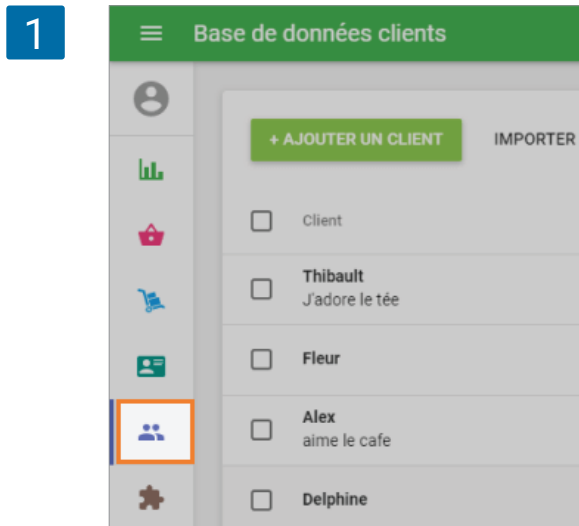 1
Base de données clients
+ AJOUTER UN CLIENT IMPORTER
Client
Thibault
J'adore le tée
Fleur
Alex
aime le cafe
Delphine